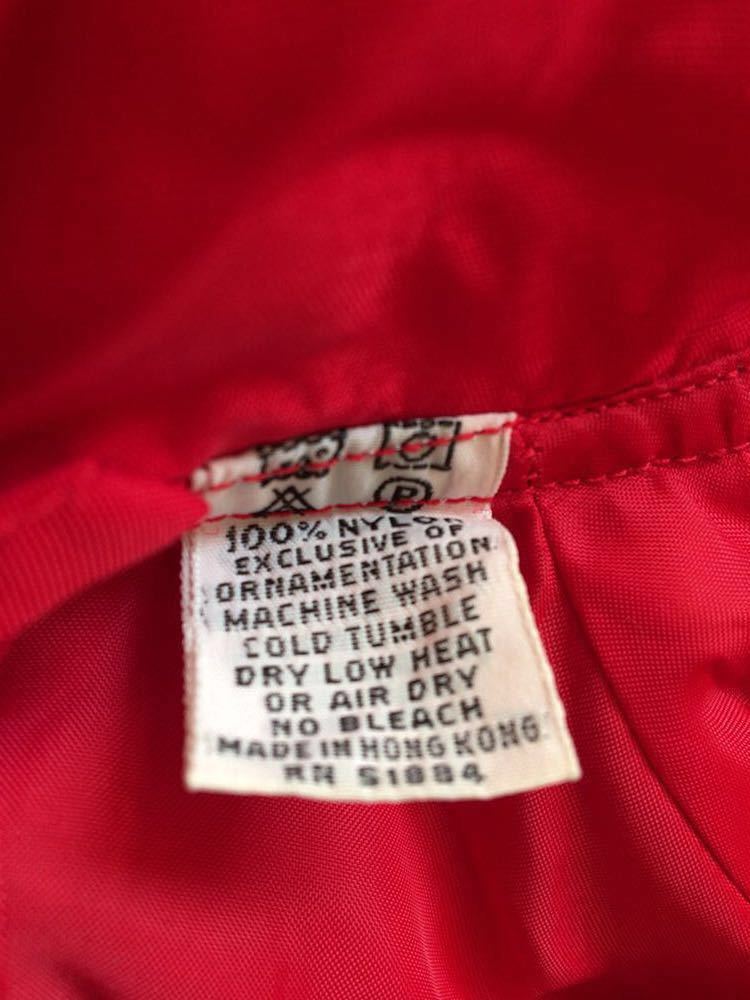 P
100% NYLON
EXCLUSIVE OF
ORNAMENTATION
MACHINE WASH
COLD TUMBLE
DRY LOW HEAT
OR AIR DRY
NO BLEACH
MADE IN HONG KONG
RN 51884